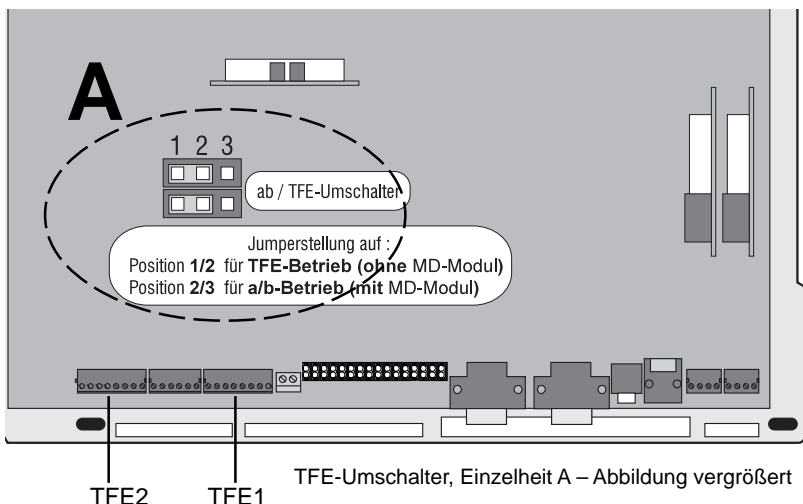 A
1 2 3
ab / TFE-Umschalter
Jumperstellung auf :
Position 1/2 für TFE-Betrieb (ohne MD-Modul)
Position 2/3 für a/b-Betrieb (mit MD-Modul)
TFE2 TFE1
TFE-Umschalter, Einzelheit A – Abbildung vergrößert